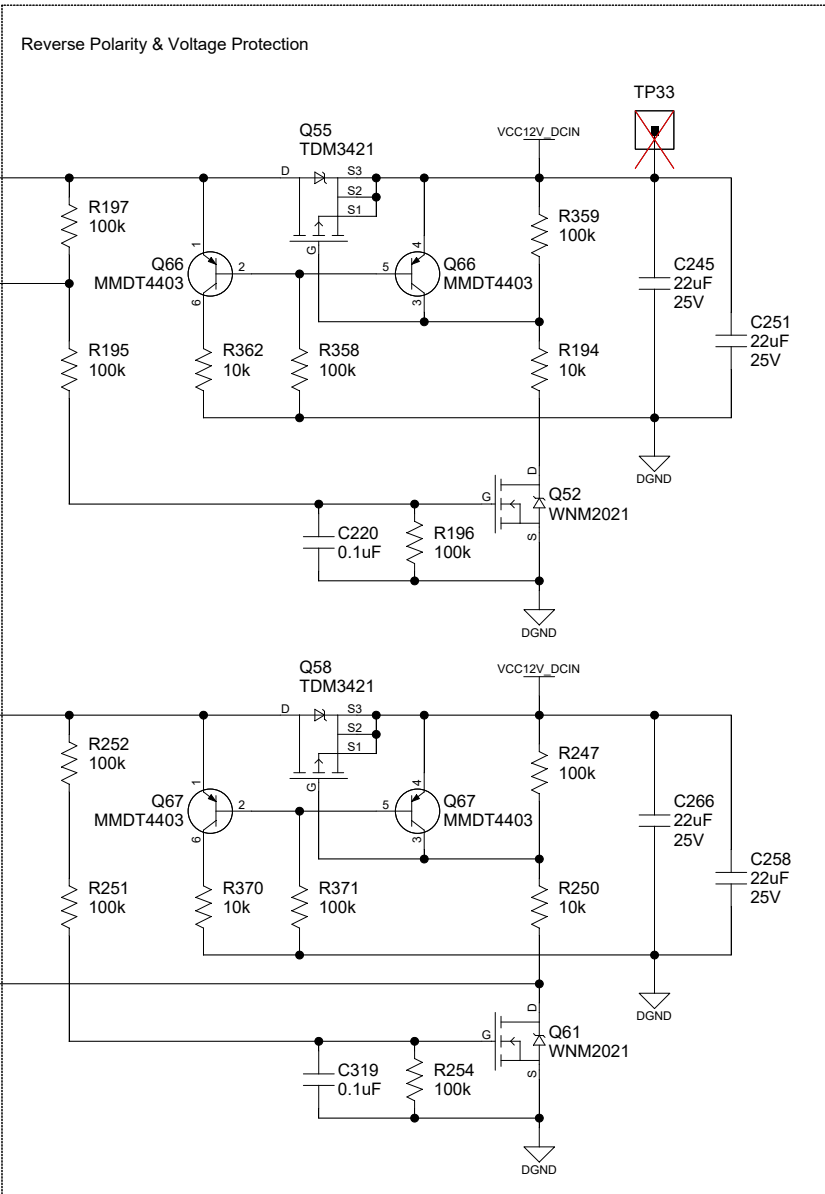 Reverse Polarity & Voltage Protection
TP33
Q55
TDM3421
VCC12V_DCIN
D
S3
S2
S1
G
R197
100k
R359
100k
1
4
Q66
MMDT4403
2
5
Q66
MMDT4403
6
3
C245
22uF
25V
C251
22uF
25V
R195
100k
R362
10k
R358
100k
R194
10k
DGND
D
G
S
Q52
WNM2021
C220
0.1uF
R196
100k
DGND
Q58
TDM3421
VCC12V_DCIN
D
S3
S2
S1
G
R252
100k
R247
100k
1
4
Q67
MMDT4403
2
5
Q67
MMDT4403
6
3
C266
22uF
25V
C258
22uF
25V
R251
100k
R370
10k
R371
100k
R250
10k
DGND
D
G
S
Q61
WNM2021
C319
0.1uF
R254
100k
DGND